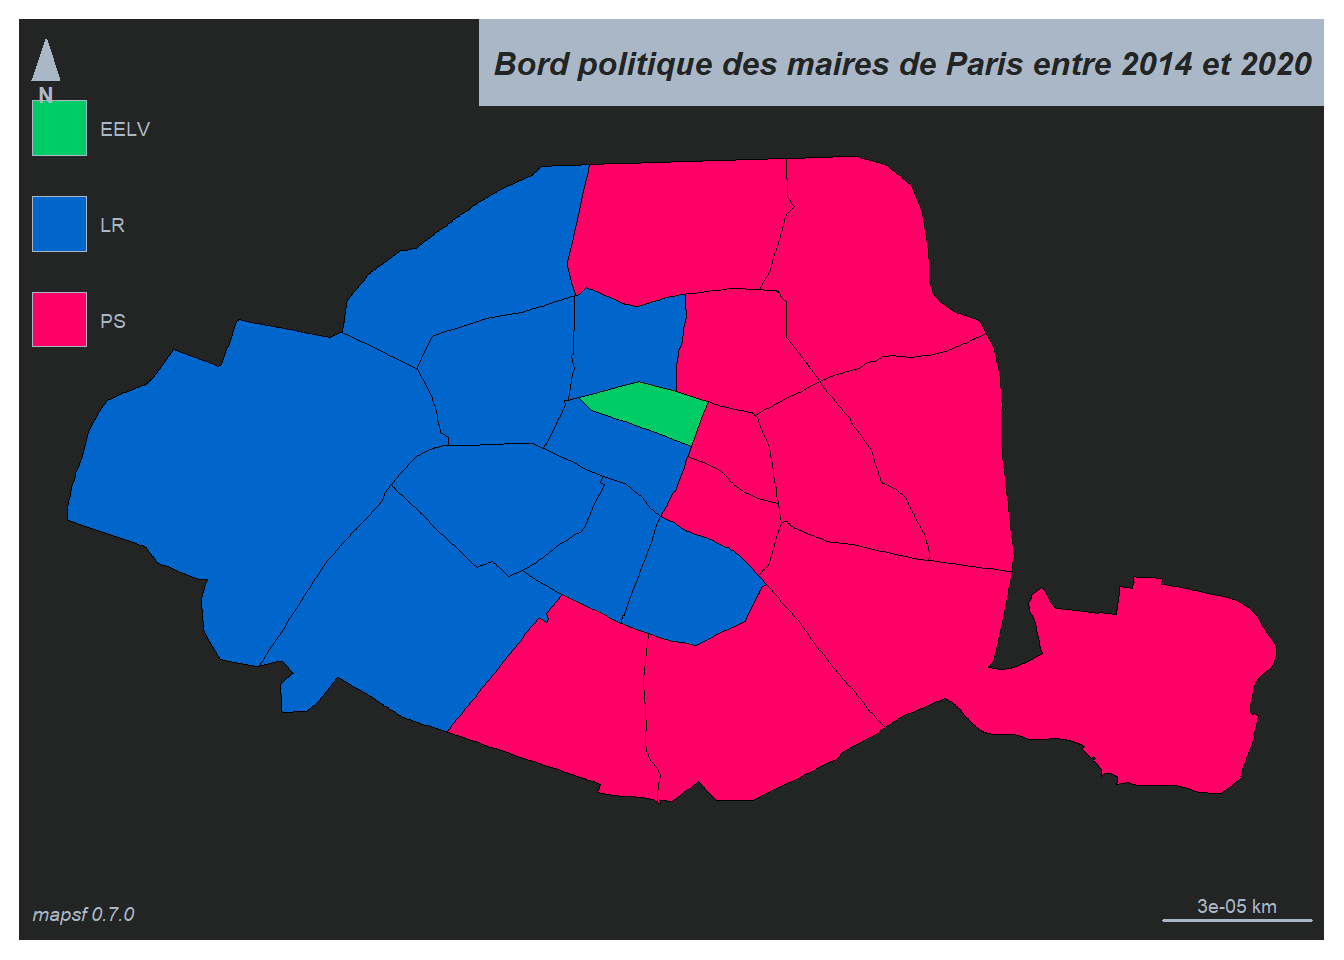 Bord politique des maires de Paris entre 2014 et 2020
N
EELV
LR
PS
mapsf 0.7.0
3e-05 km